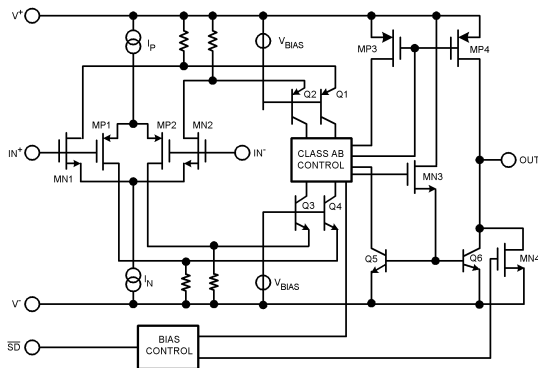 V+
IP
VBIAS
MP3
MP4
Q2
Q1
MP1
MP2
MN2
IN+
IN-
CLASS AB
CONTROL
OUT
MN1
MN3
Q3
Q4
Q5
Q6
MN4
IN
VBIAS
V-
SD
BIAS
CONTROL